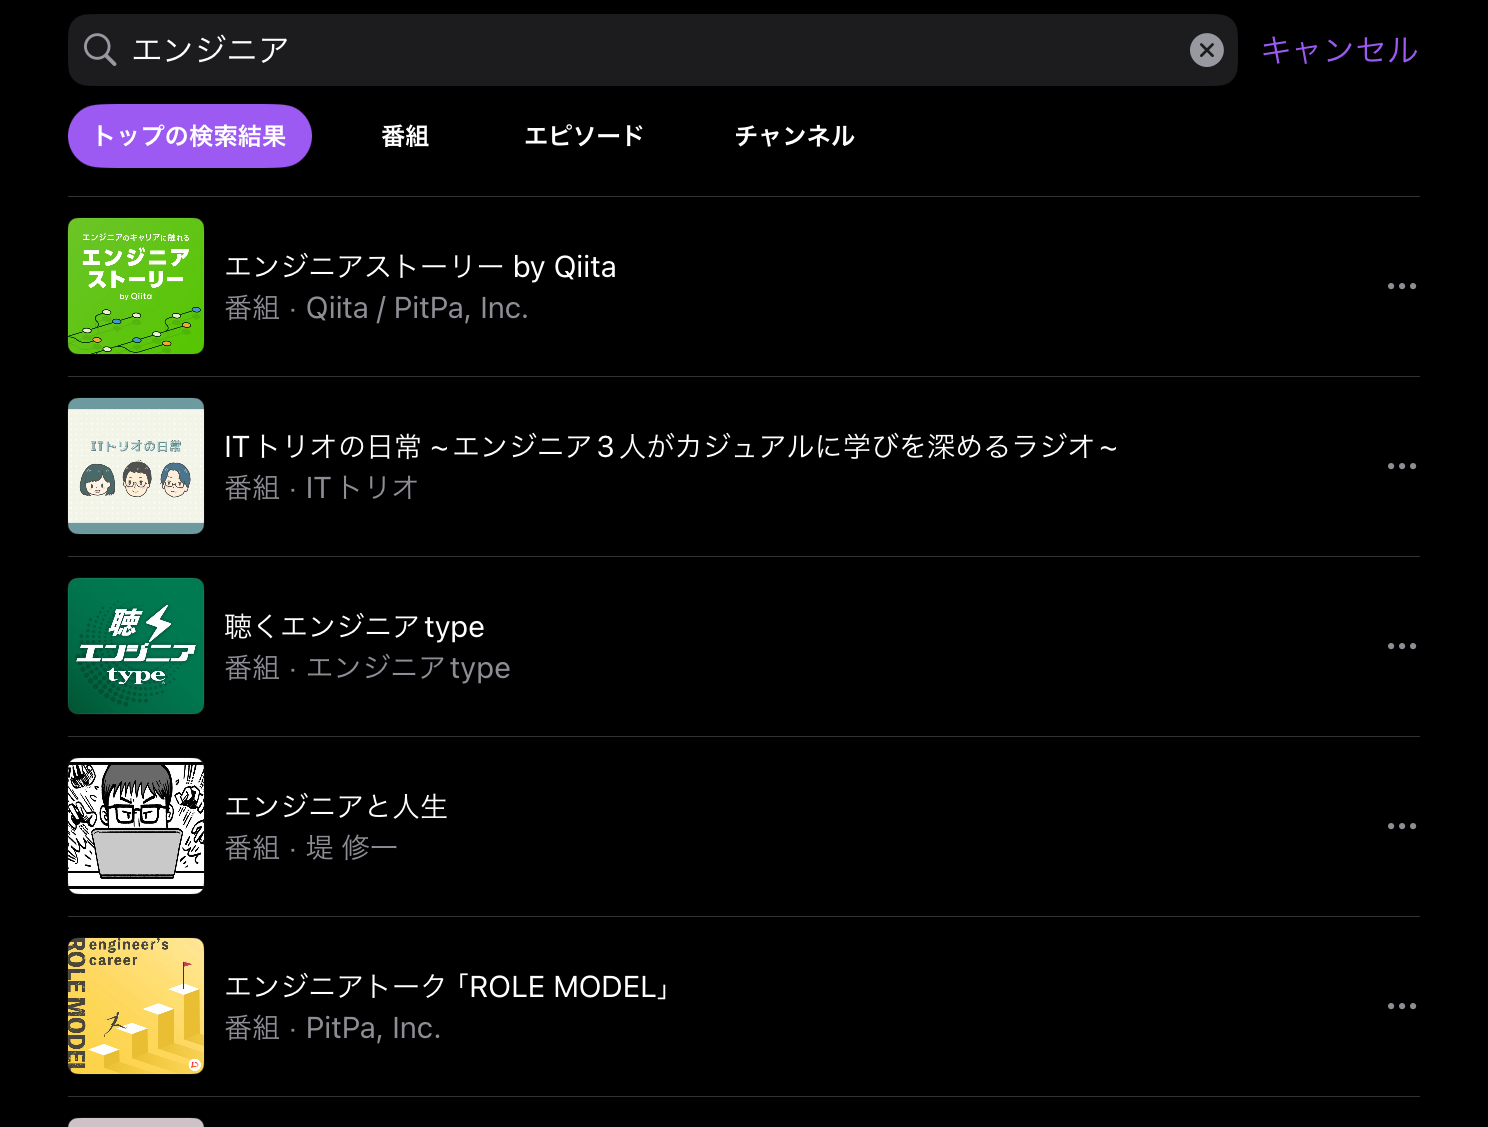 エンジニア
キャンセル
トップの検索結果
番組
エピソード
チャンネル
エンジニアのキャリアに触れる
エンジニア
ストーリー
by Qiita
エンジニアストーリー by Qiita
番組 · Qiita / PitPa, Inc.
ITトリオの日常
ITトリオの日常 ~エンジニア3人がカジュアルに学びを深めるラジオ~
番組 · ITトリオ
聴
エンジニア
type
聴くエンジニアtype
番組 · エンジニアtype
エンジニアと人生
番組 · 堤 修一
engineer's
career
ROLE MODEL
エンジニアトーク「ROLE MODEL」
番組 · PitPa, Inc.